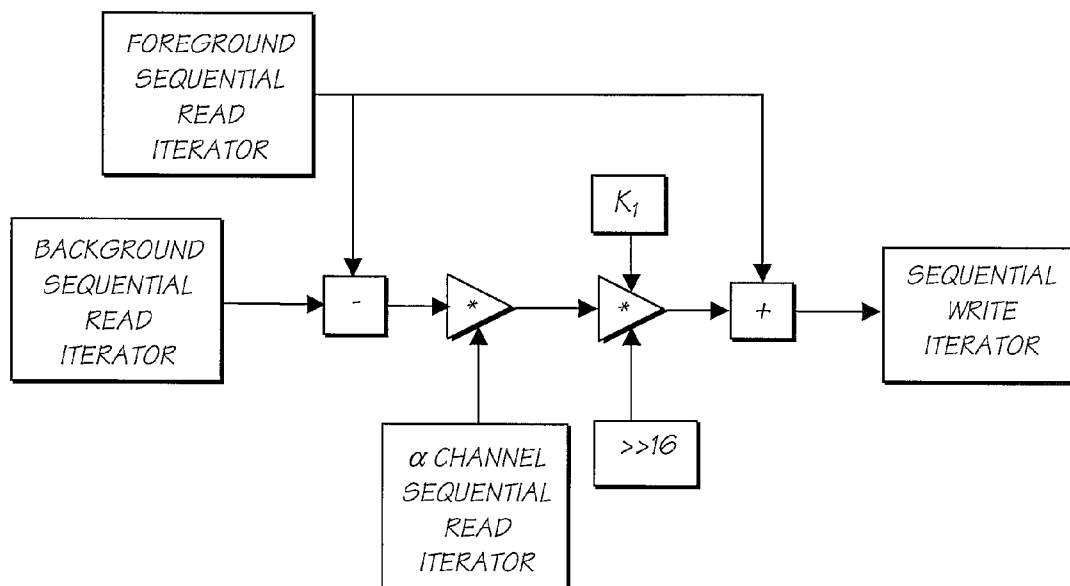 FOREGROUND
SEQUENTIAL
READ
ITERATOR
K₁
BACKGROUND
SEQUENTIAL
READ
ITERATOR
-
*
*
+
SEQUENTIAL
WRITE
ITERATOR
α CHANNEL
SEQUENTIAL
READ
ITERATOR
>>16